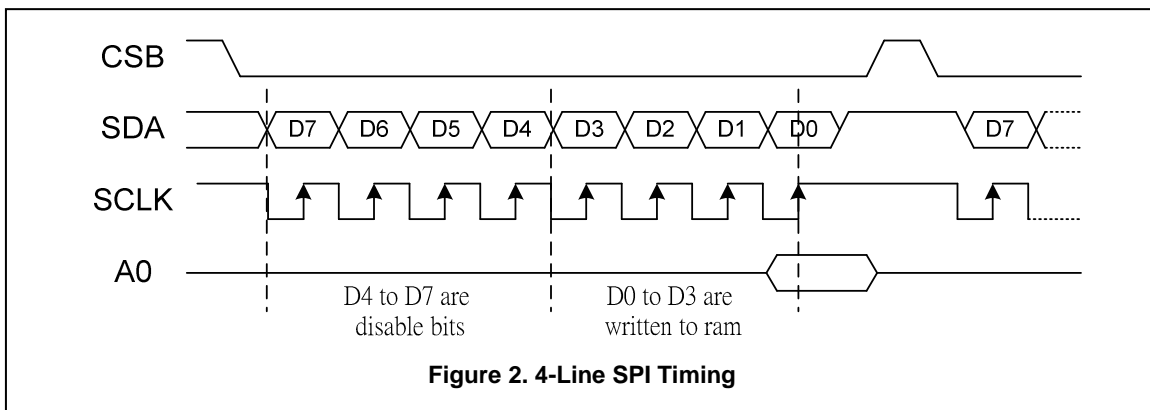 CSB
SDA D7 D6 D5 D4 D3 D2 D1 D0 D7
SCLK
A0
D4 to D7 are
disable bits
D0 to D3 are
written to ram
Figure 2. 4-Line SPI Timing